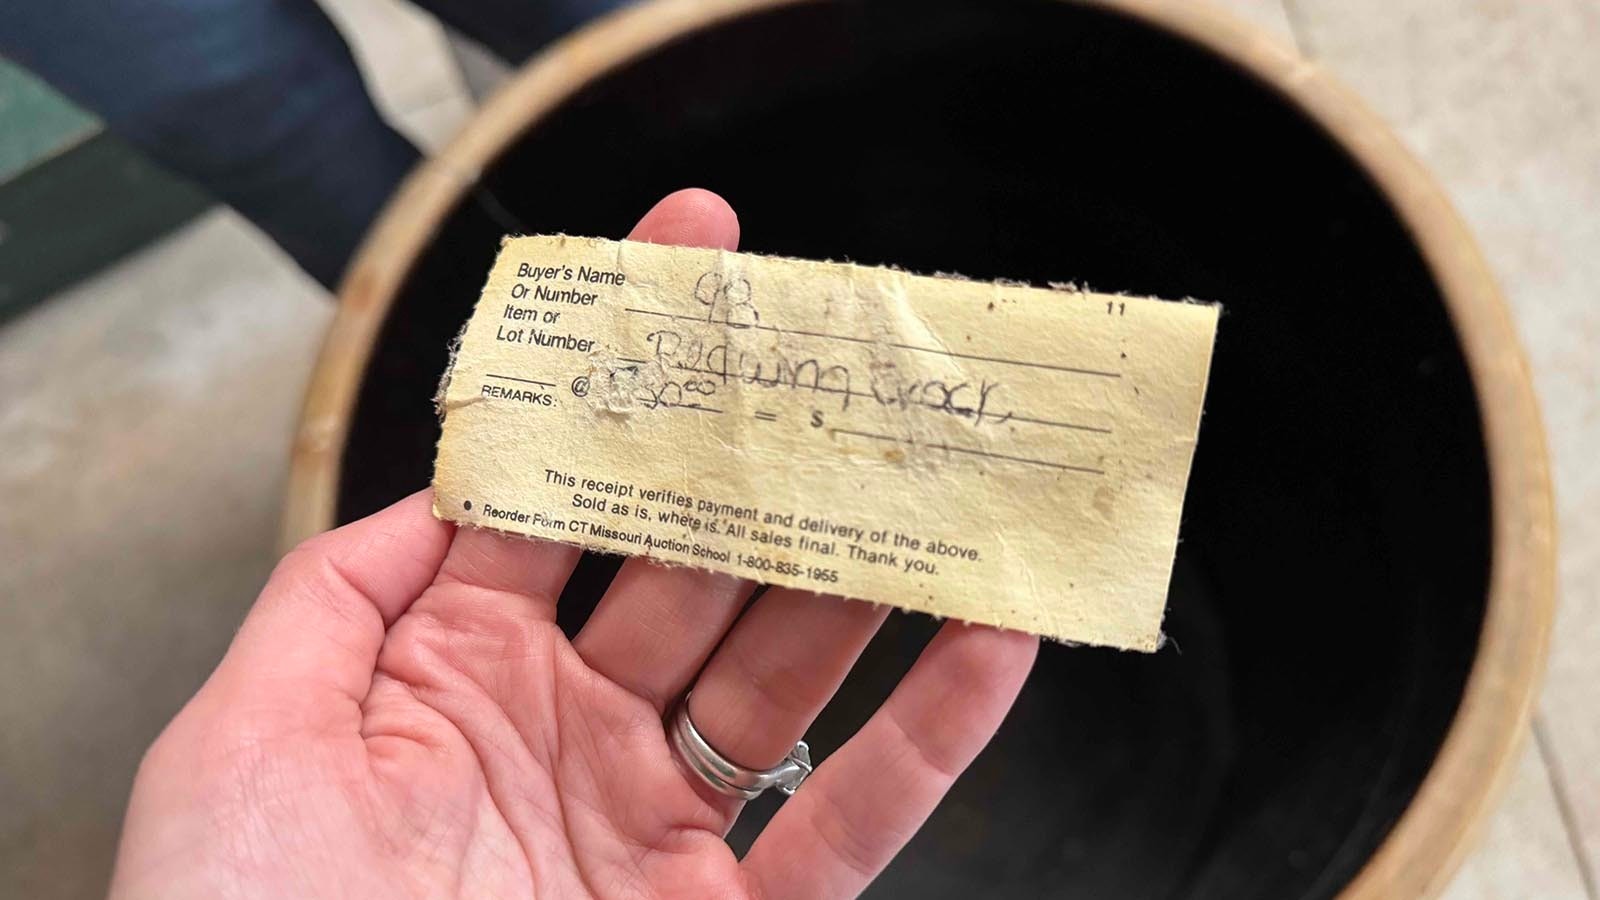 11
Buyer's Name
Or Number 98
Item or
Lot Number Redwing Crock
@ 50.00 = $
REMARKS:
This receipt verifies payment and delivery of the above.
Sold as is, where is. All sales final. Thank you.
• Reorder Form CT Missouri Auction School 1-800-835-1955